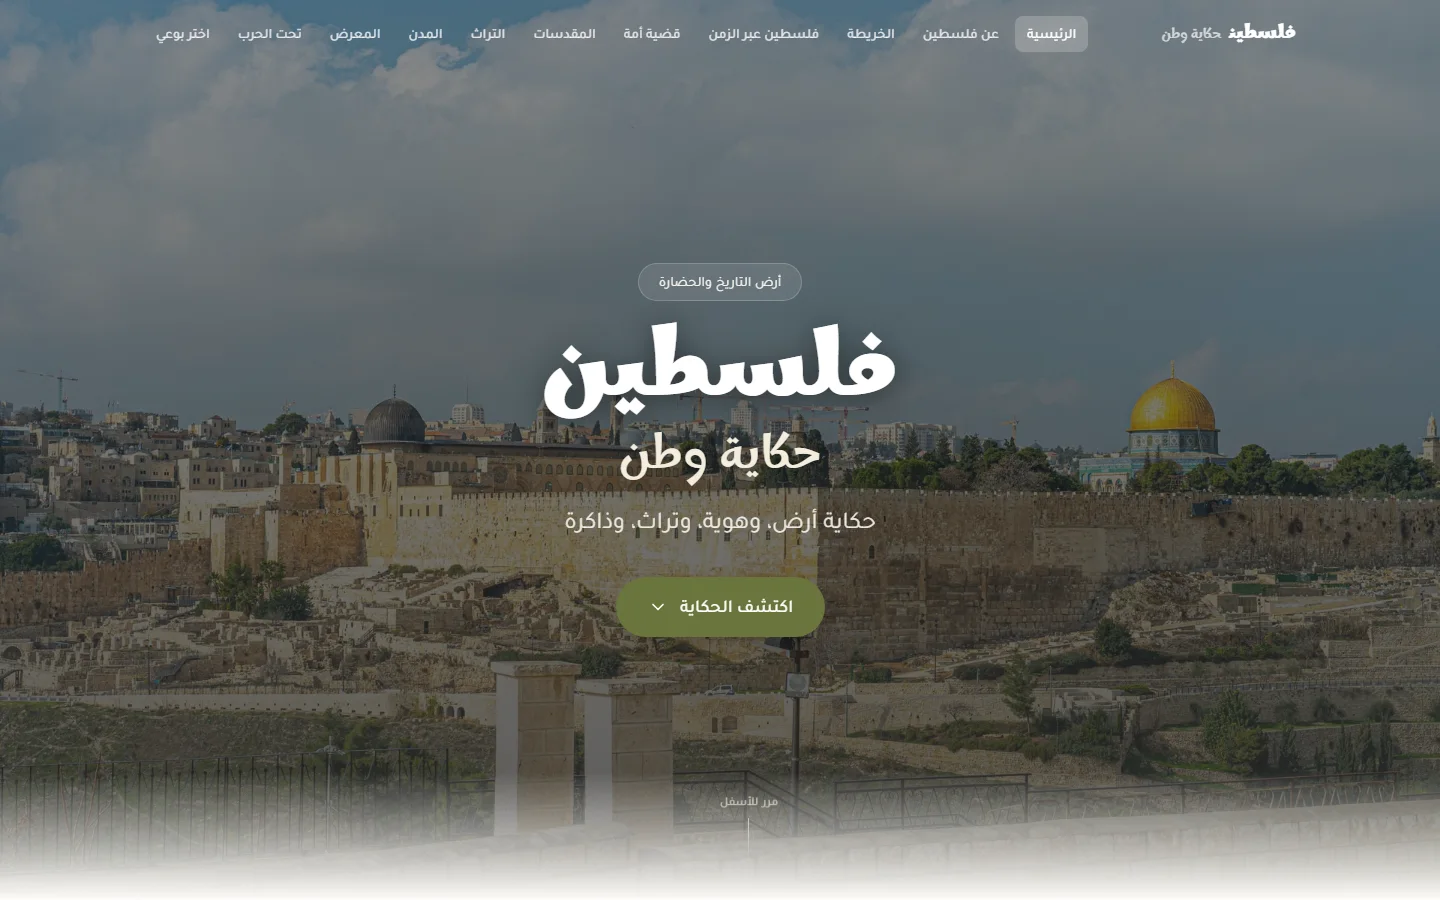 فلسطين حكاية وطن
الرئيسية عن فلسطين الخريطة فلسطين عبر الزمن قضية أمة المقدسات التراث المدن المعرض تحت الحرب اختر بوعي
أرض التاريخ والحضارة
فلسطين
حكاية وطن
حكاية أرض، وهوية، وتراث، وذاكرة
اكتشف الحكاية
مرر للأسفل